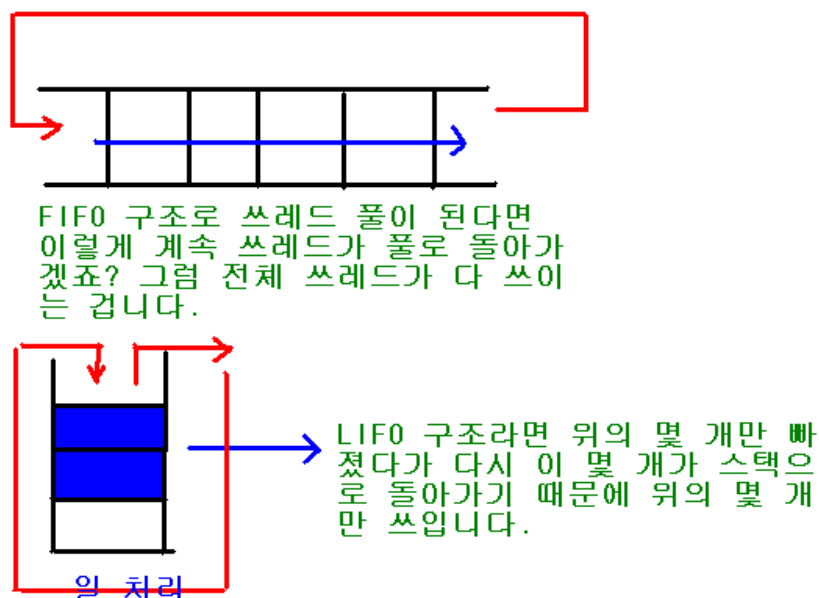 FIFO 구조로 쓰레드 풀이 된다면
이렇게 계속 쓰레드가 풀로 돌아가
겠죠? 그럼 전체 쓰레드가 다 쓰이
는 겁니다.
LIFO 구조라면 위의 몇 개만 빠
졌다가 다시 이 몇 개가 스택으
로 돌아가기 때문에 위의 몇 개
만 쓰입니다.
일 처리